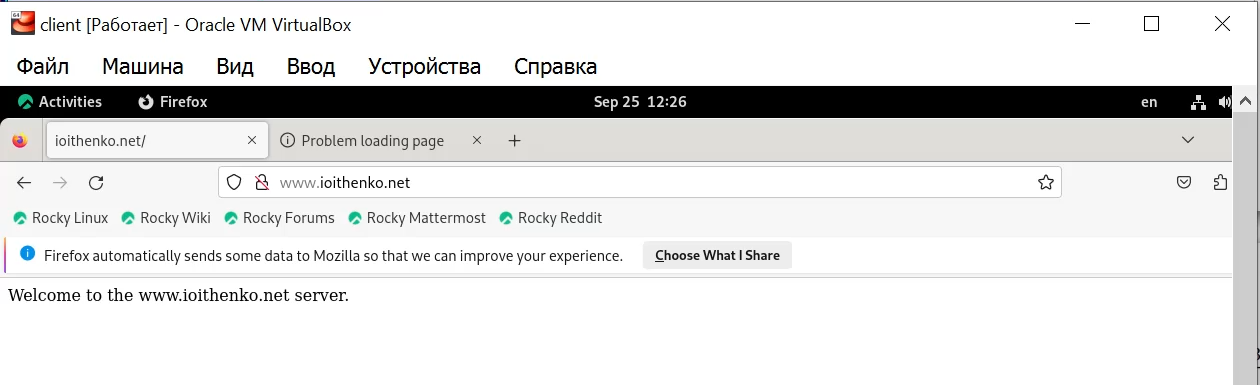 client [Работает] - Oracle VM VirtualBox
Файл Машина Вид Ввод Устройства Справка
Activities Firefox Sep 25 12:26 en
ioithenko.net/ Problem loading page
www.ioithenko.net
Rocky Linux Rocky Wiki Rocky Forums Rocky Mattermost Rocky Reddit
Firefox automatically sends some data to Mozilla so that we can improve your experience. Choose What I Share
Welcome to the www.ioithenko.net server.